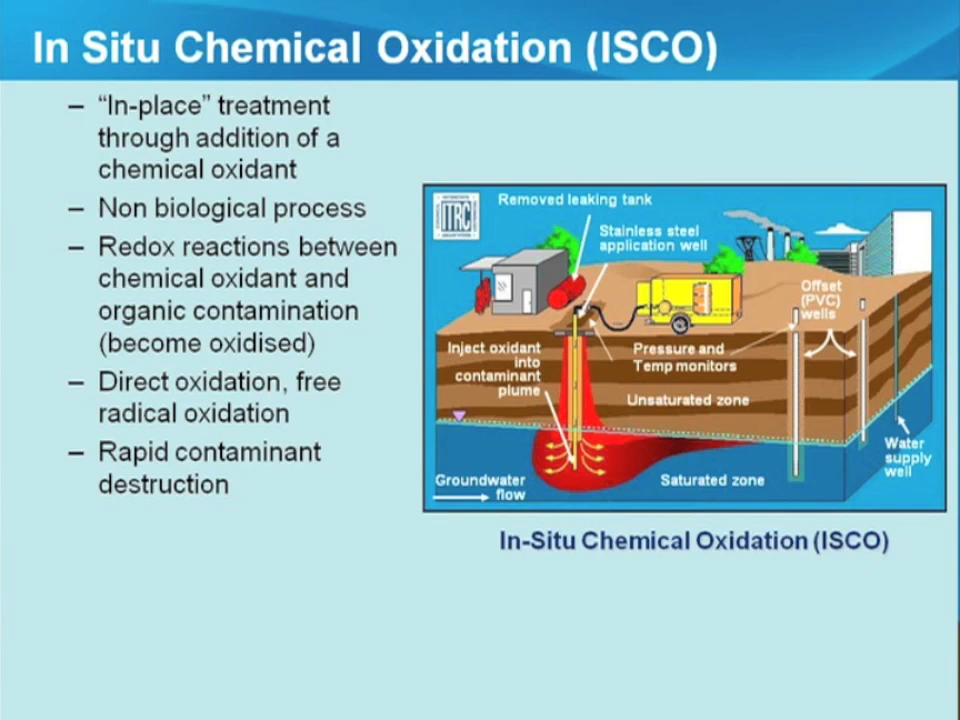 In Situ Chemical Oxidation (ISCO)
– “In-place” treatment
through addition of a
chemical oxidant
– Non biological process
– Redox reactions between
chemical oxidant and
organic contamination
(become oxidised)
– Direct oxidation, free
radical oxidation
– Rapid contaminant
destruction
ITRC
Removed leaking tank
Stainless steel
application well
Offset
(PVC)
wells
Inject oxidant
into
contaminant
plume
Pressure and
Temp monitors
Unsaturated zone
Water
supply
well
Groundwater
flow
Saturated zone
In-Situ Chemical Oxidation (ISCO)